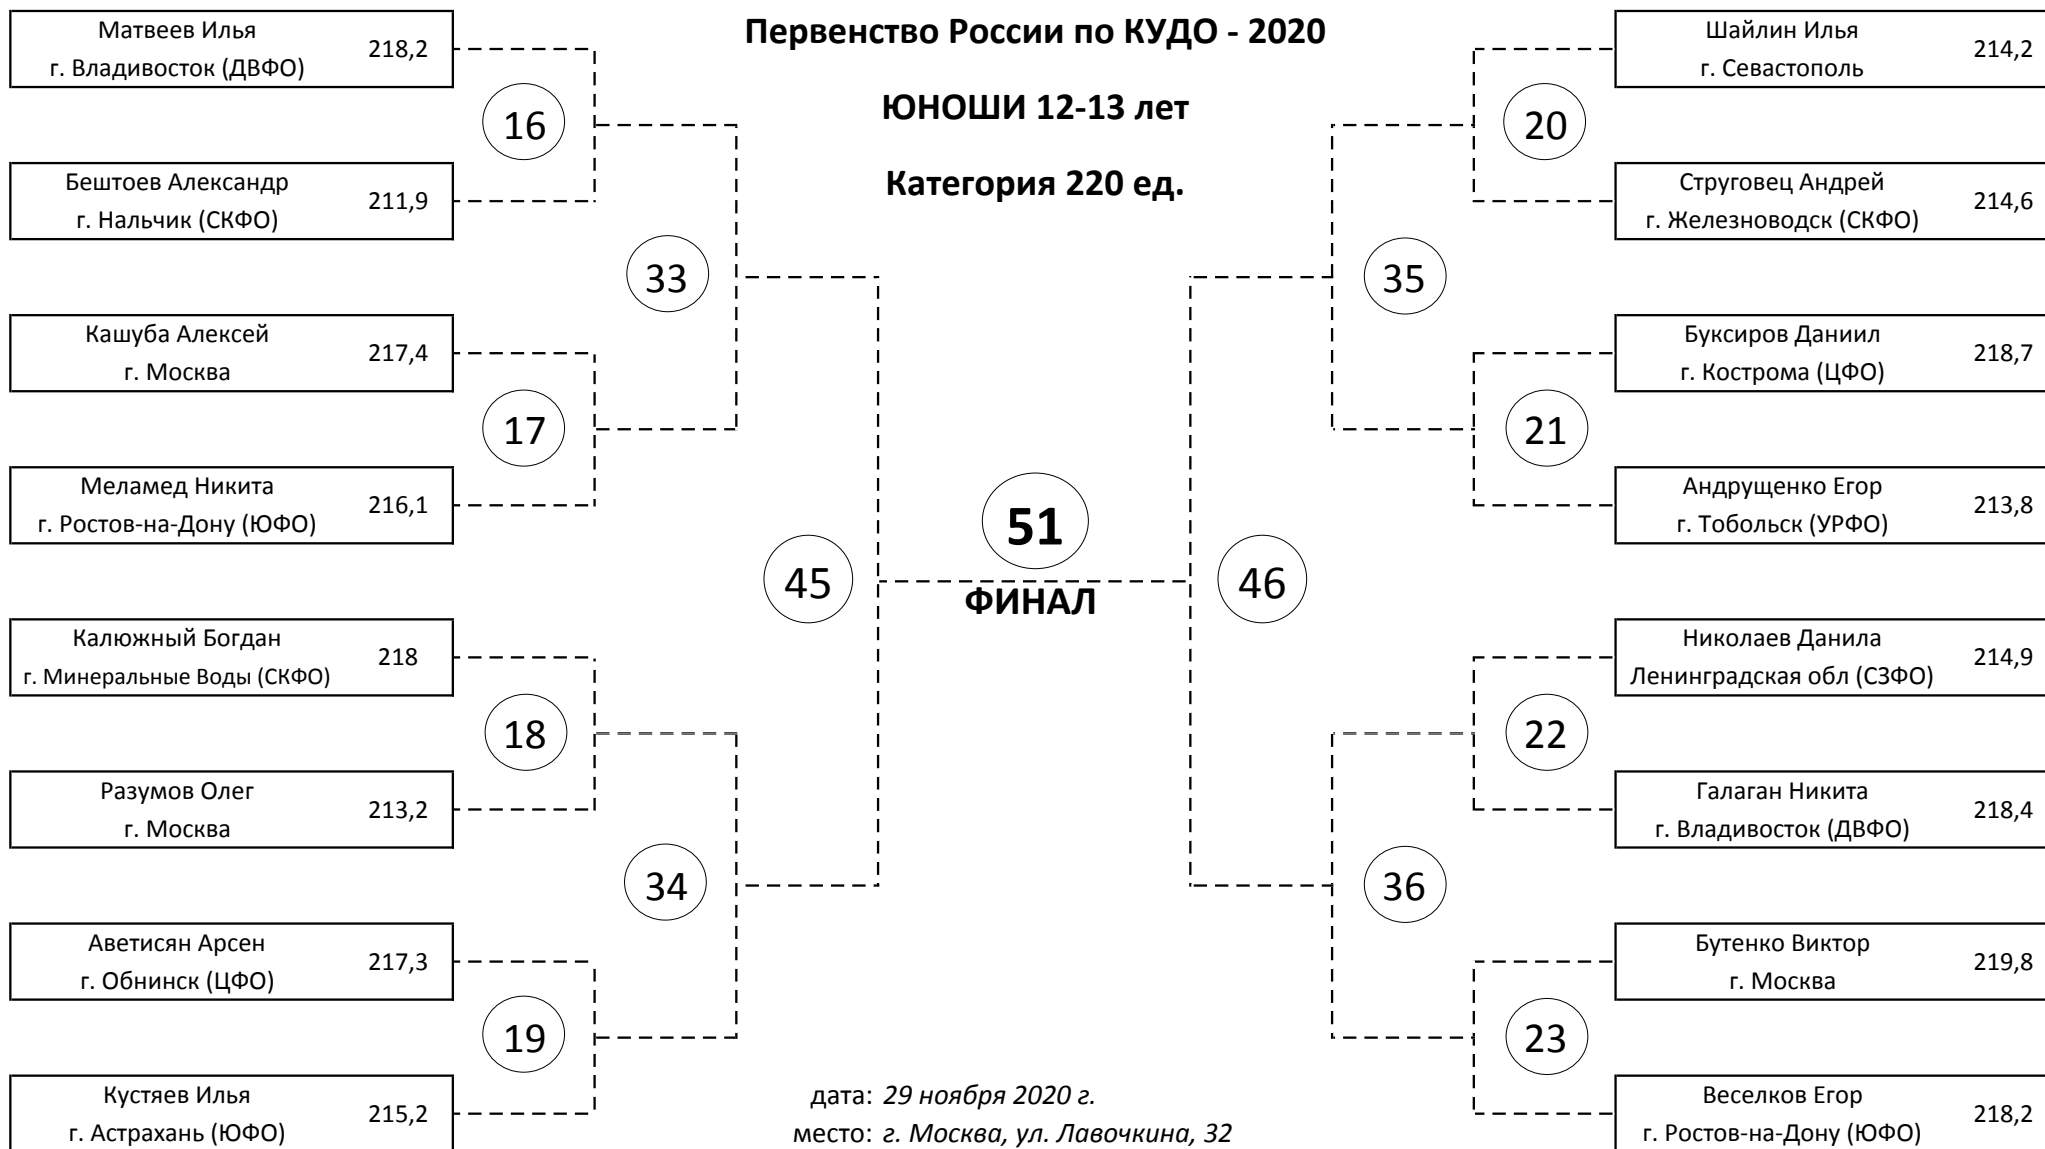 Первенство России по КУДО - 2020
ЮНОШИ 12-13 лет
Категория 220 ед.
Матвеев Илья
г. Владивосток (ДВФО)
218,2
16
Бештоев Александр
г. Нальчик (СКФО)
211,9
33
Кашуба Алексей
г. Москва
217,4
17
Меламед Никита
г. Ростов-на-Дону (ЮФО)
216,1
45
Калюжный Богдан
г. Минеральные Воды (СКФО)
218
18
Разумов Олег
г. Москва
213,2
34
Аветисян Арсен
г. Обнинск (ЦФО)
217,3
19
Кустяев Илья
г. Астрахань (ЮФО)
215,2
51
ФИНАЛ
Шайлин Илья
г. Севастополь
214,2
20
Струговец Андрей
г. Железноводск (СКФО)
214,6
35
Буксиров Даниил
г. Кострома (ЦФО)
218,7
21
Андрущенко Егор
г. Тобольск (УРФО)
213,8
46
Николаев Данила
Ленинградская обл (СЗФО)
214,9
22
Галаган Никита
г. Владивосток (ДВФО)
218,4
36
Бутенко Виктор
г. Москва
219,8
23
Веселков Егор
г. Ростов-на-Дону (ЮФО)
218,2
дата: 29 ноября 2020 г.
место: г. Москва, ул. Лавочкина, 32